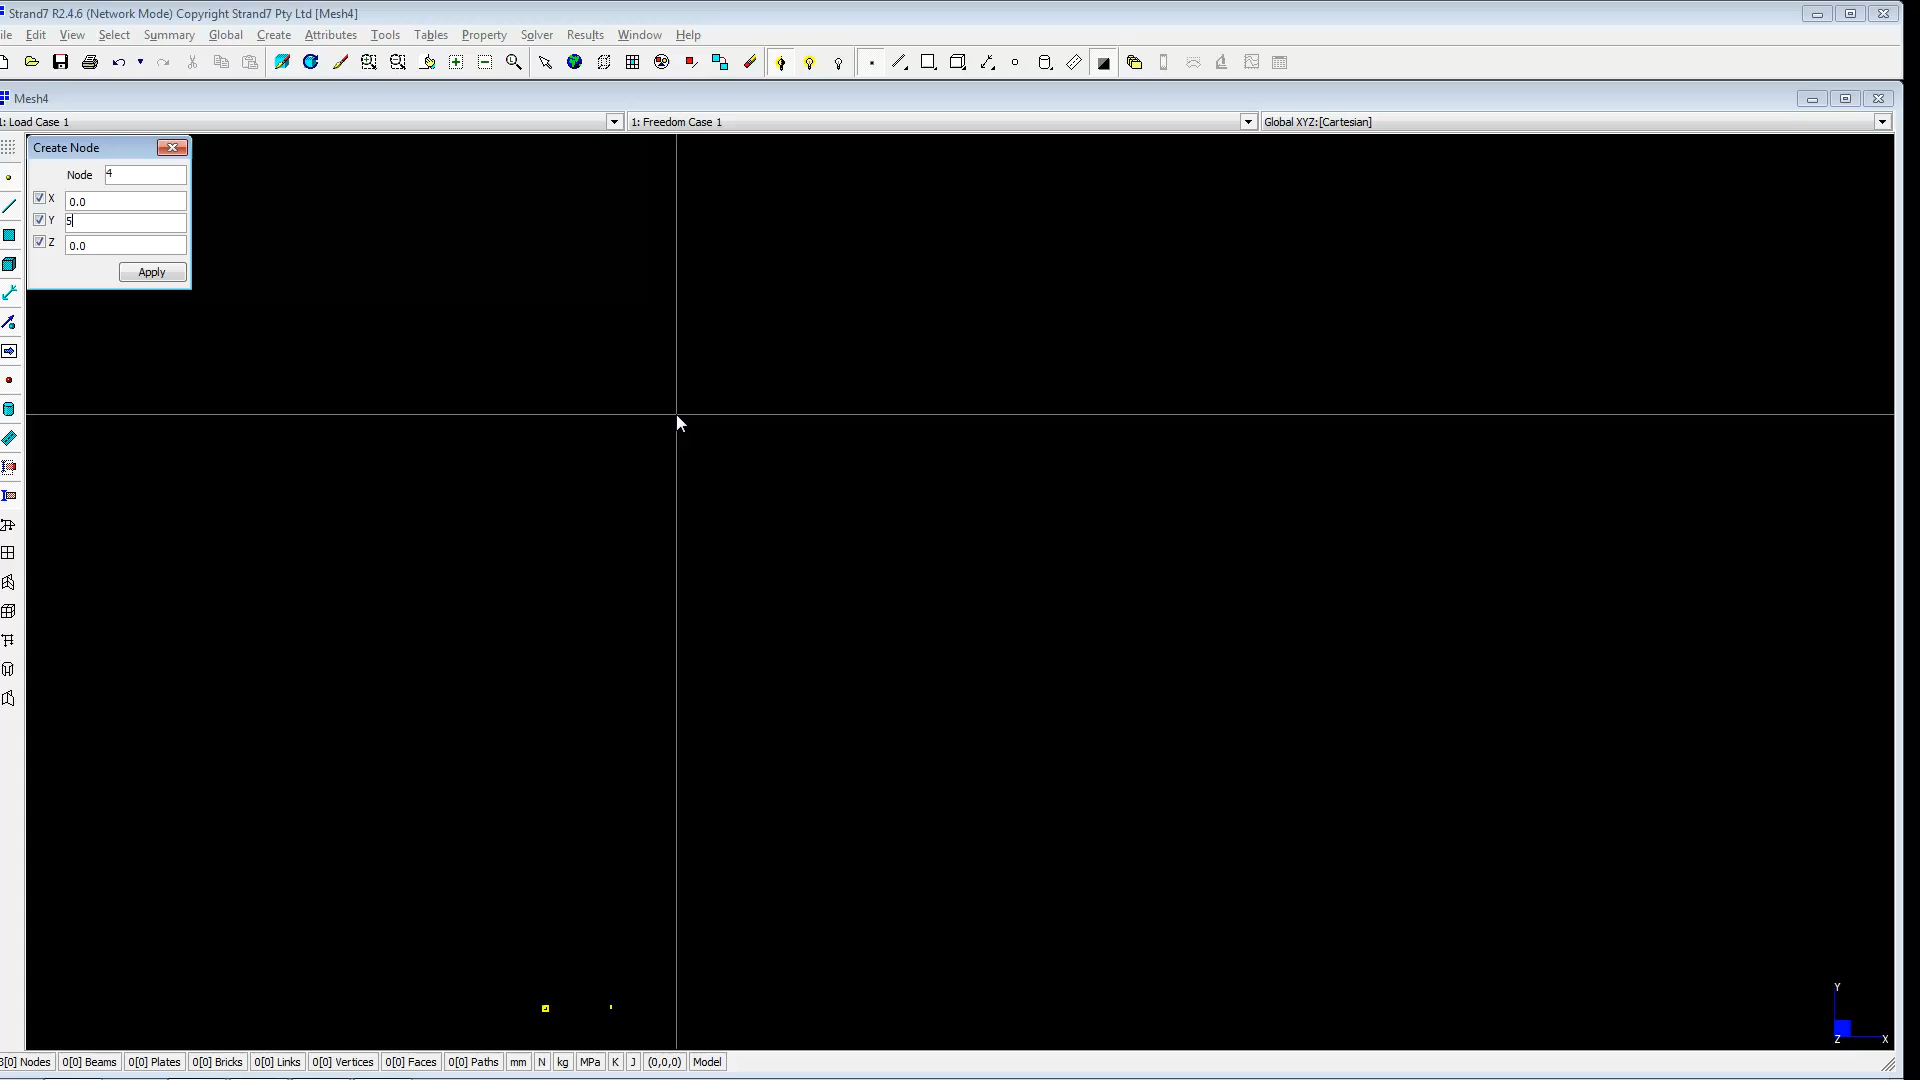 Strand7 R2.4.6 (Network Mode) Copyright Strand7 Pty Ltd [Mesh4]
ile Edit View Select Summary Global Create Attributes Tools Tables Property Solver Results Window Help
Mesh4
1: Load Case 1 1: Freedom Case 1 Global XYZ:[Cartesian]
Create Node
Node 4
X 0.0
Y 5
Z 0.0
Apply
Y
Z X
3[0] Nodes 0[0] Beams 0[0] Plates 0[0] Bricks 0[0] Links 0[0] Vertices 0[0] Faces 0[0] Paths mm N kg MPa K J (0,0,0) Model